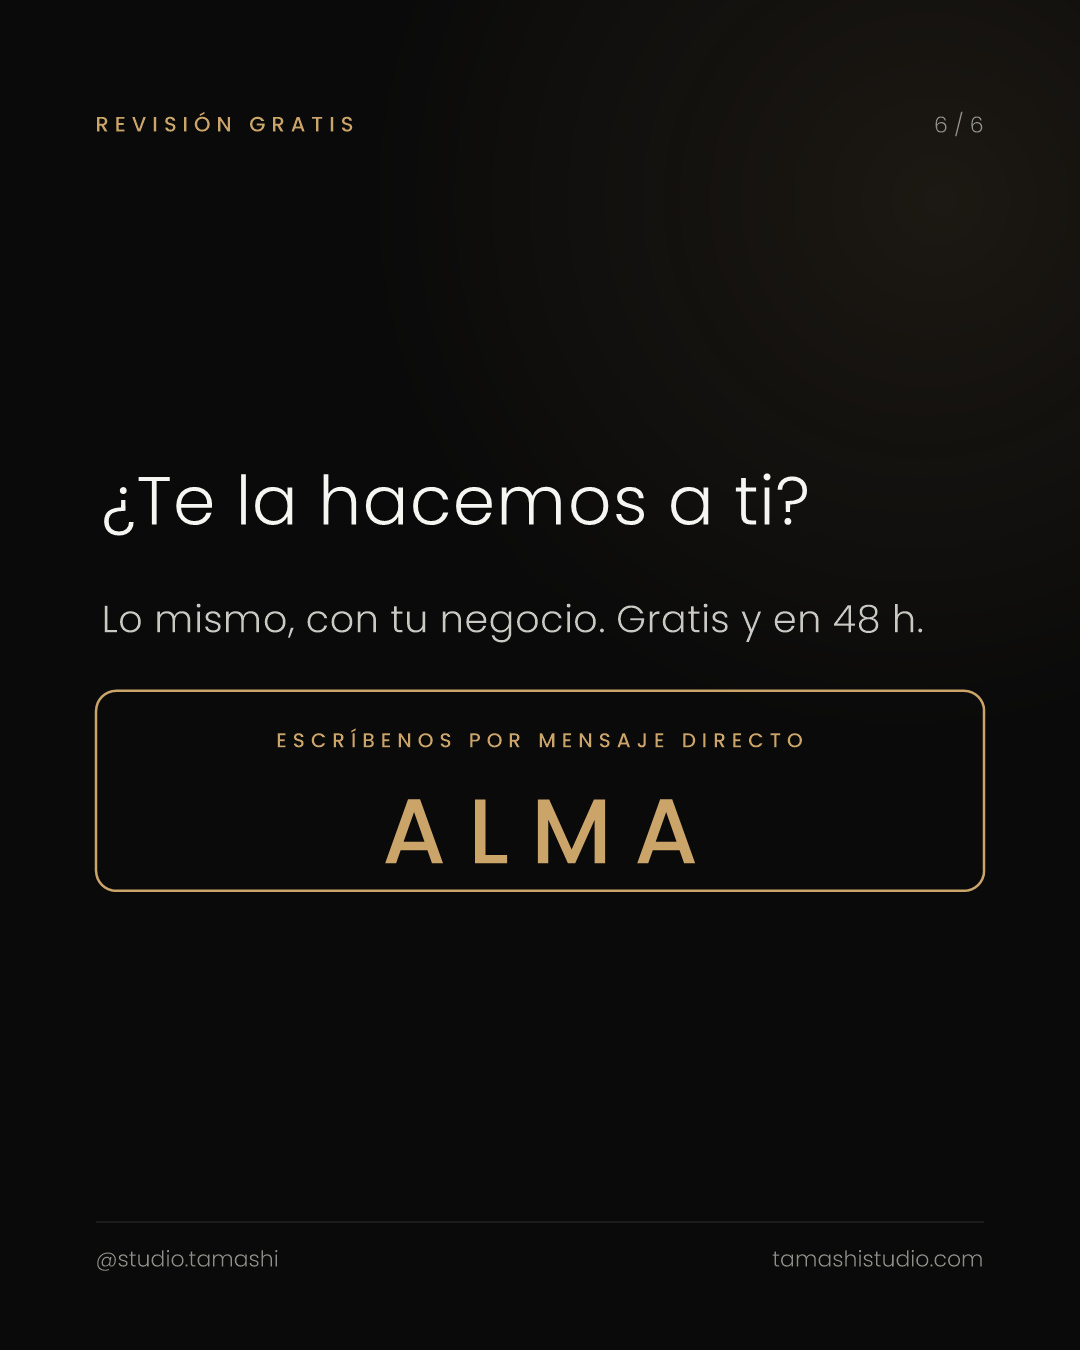 REVISIÓN GRATIS
6 / 6
¿Te la hacemos a ti?
Lo mismo, con tu negocio. Gratis y en 48 h.
ESCRÍBENOS POR MENSAJE DIRECTO
ALMA
@studio.tamashi
tamashistudio.com